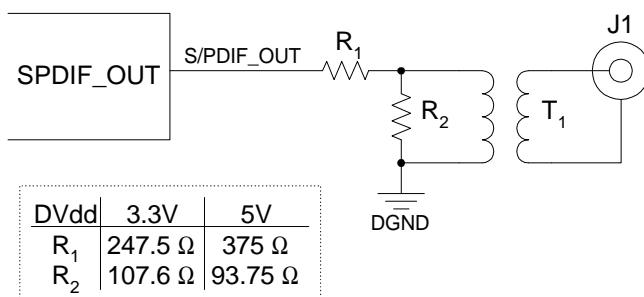 J1
S/PDIF_OUT
R1
SPDIF_OUT
R2
T1
DGND
DVdd 3.3V 5V
R1 247.5 Ω 375 Ω
R2 107.6 Ω 93.75 Ω